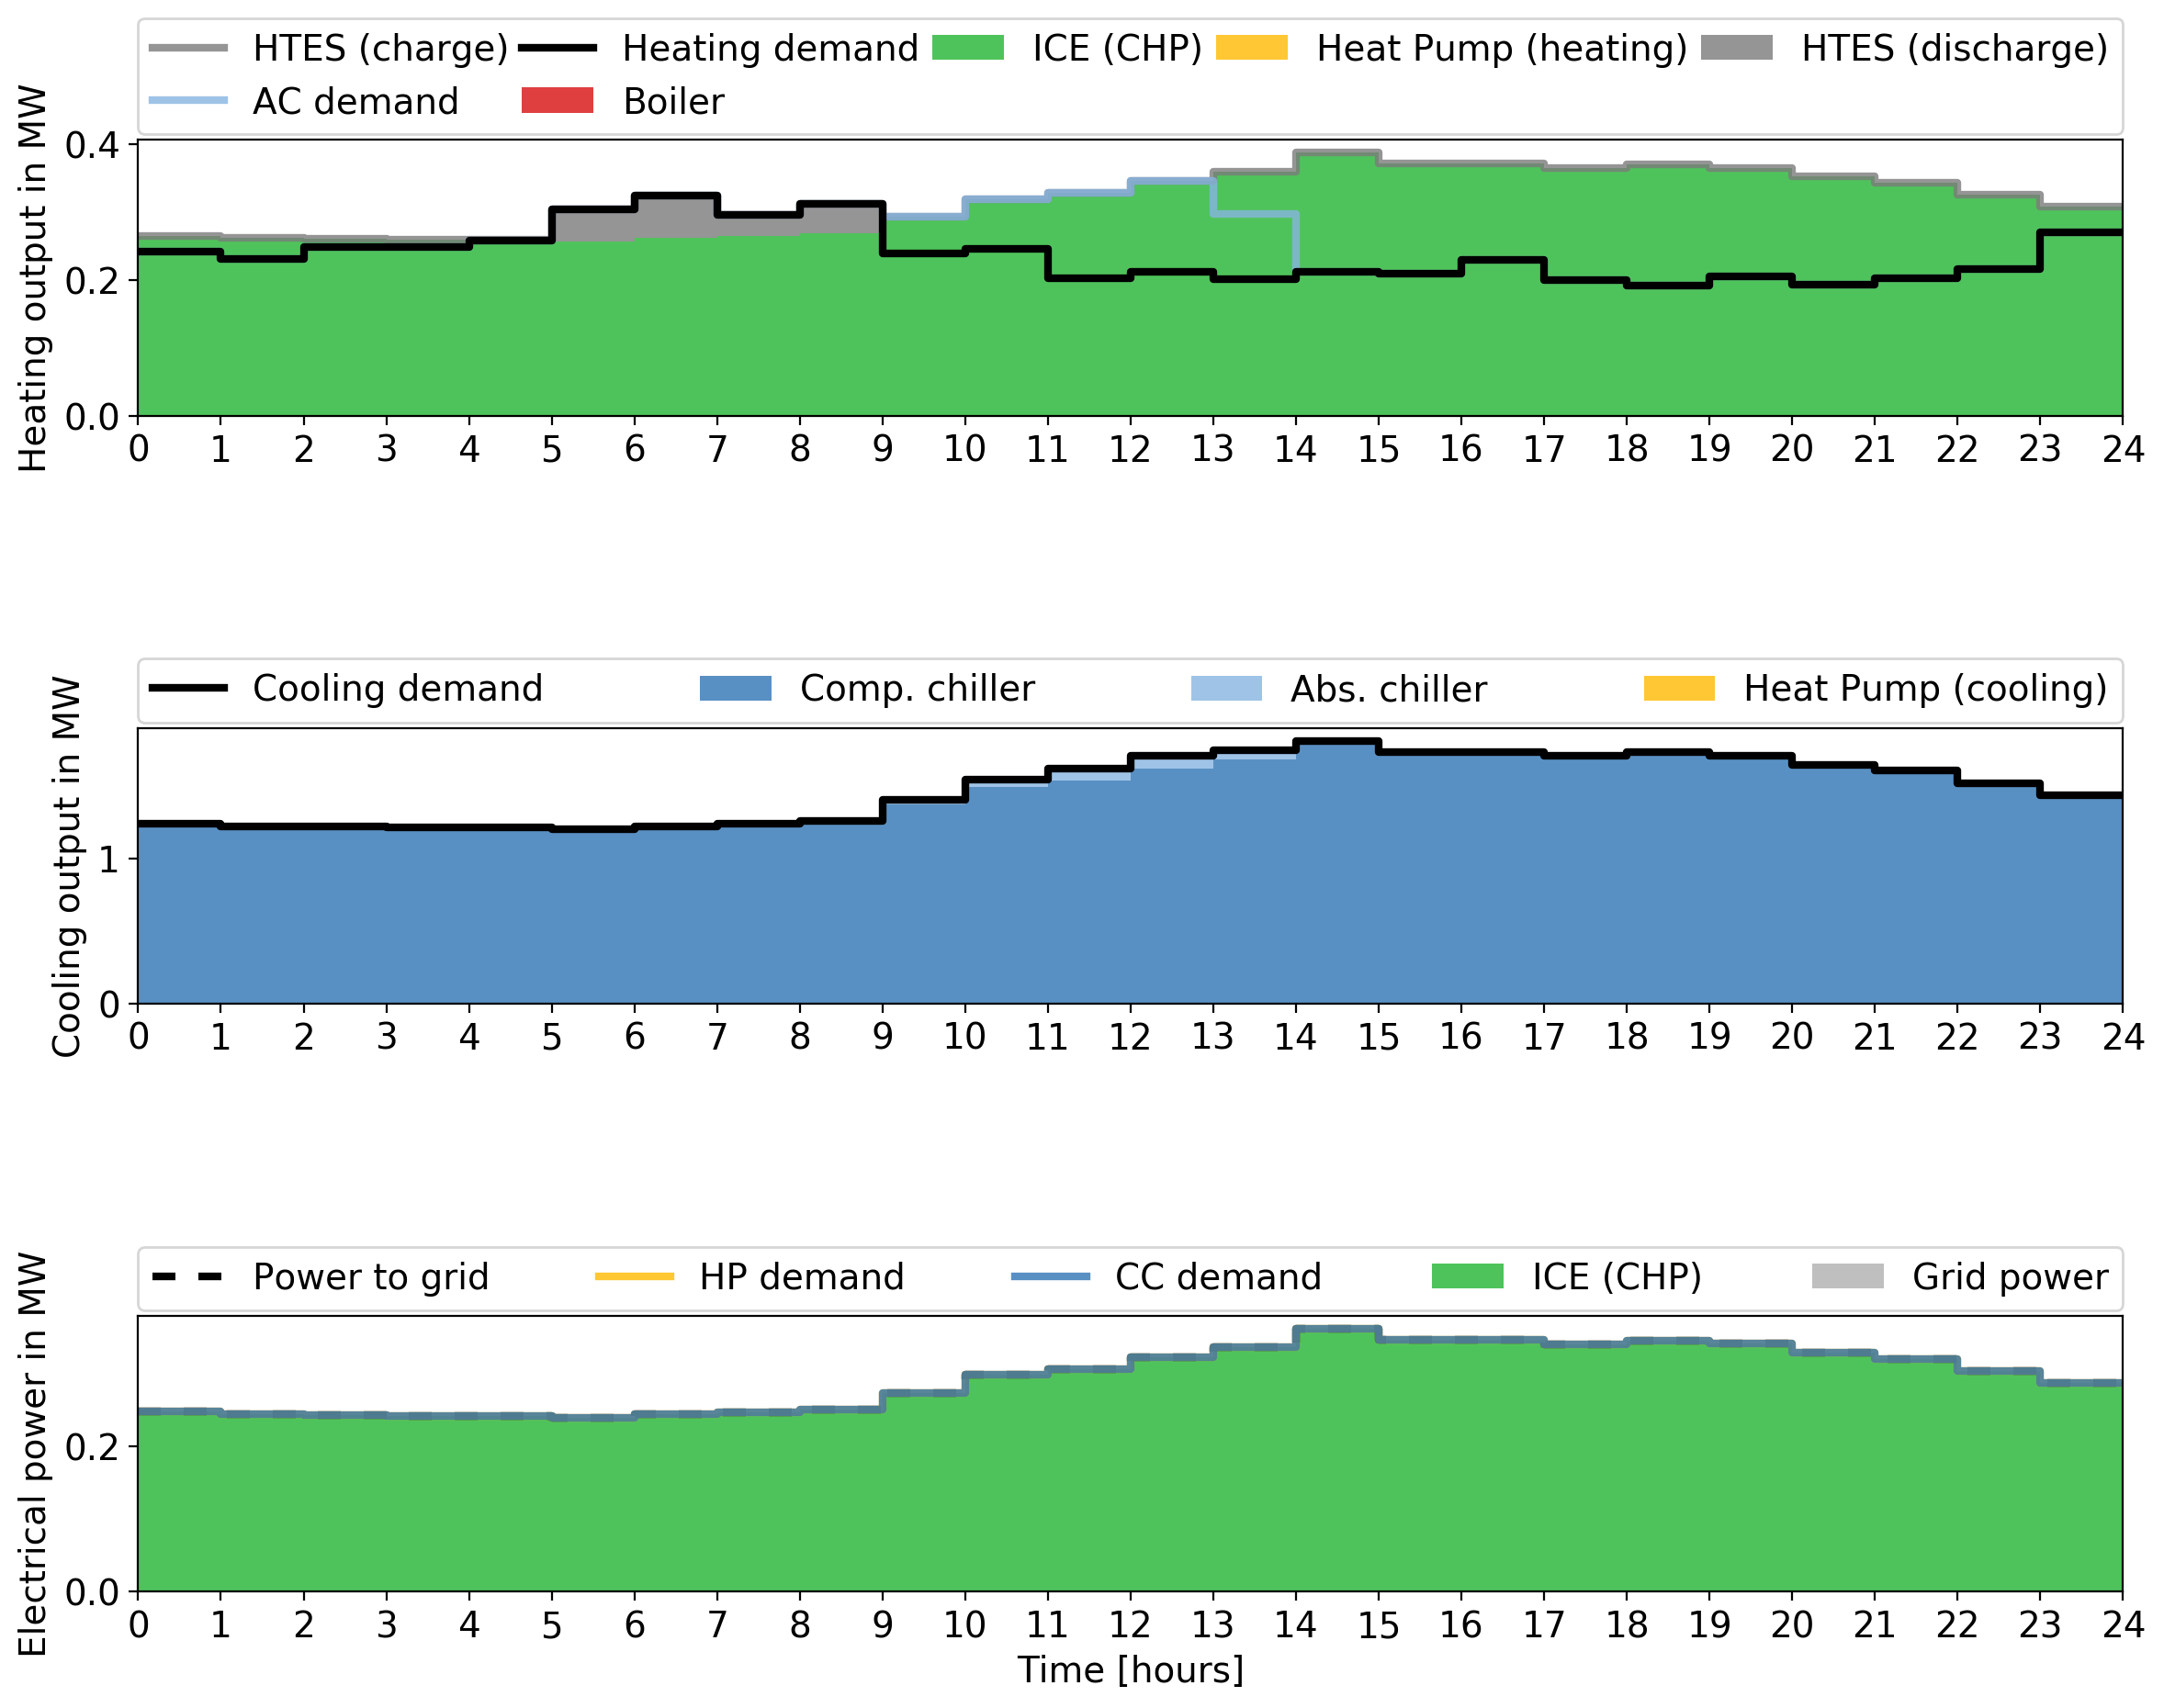 HTES (charge) Heating demand ICE (CHP) Heat Pump (heating) HTES (discharge)
AC demand Boiler
Heating output in MW
0.4
0.2
0.0
0 1 2 3 4 5 6 7 8 9 10 11 12 13 14 15 16 17 18 19 20 21 22 23 24
Cooling demand Comp. chiller Abs. chiller Heat Pump (cooling)
Cooling output in MW
1
0
0 1 2 3 4 5 6 7 8 9 10 11 12 13 14 15 16 17 18 19 20 21 22 23 24
Power to grid HP demand CC demand ICE (CHP) Grid power
Electrical power in MW
0.2
0.0
0 1 2 3 4 5 6 7 8 9 10 11 12 13 14 15 16 17 18 19 20 21 22 23 24
Time [hours]